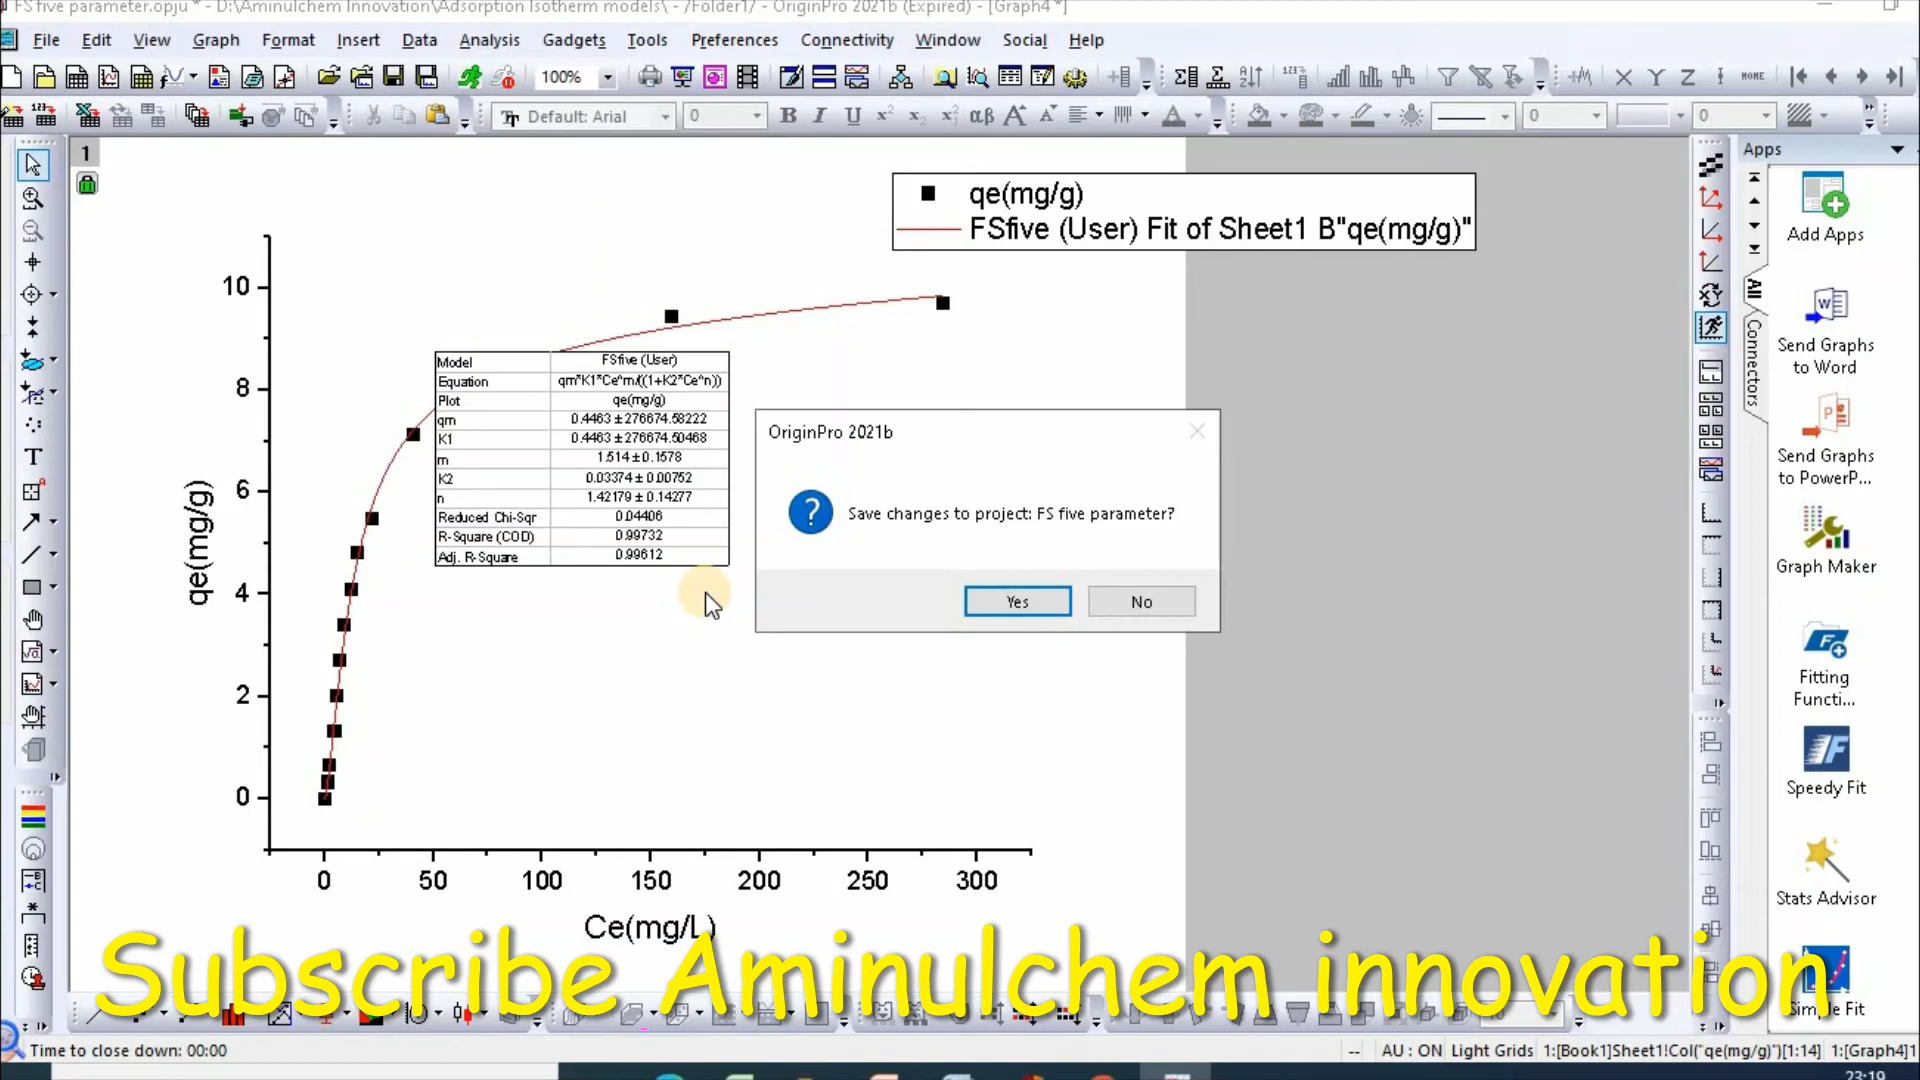 FS five parameter.opju * - D:\Aminulchem Innovation\Adsorption Isotherm models\ - /Folder1/ - OriginPro 2021b (Expired) - [Graph4 *]
File Edit View Graph Format Insert Data Analysis Gadgets Tools Preferences Connectivity Window Social Help
100%
Default: Arial 0 B I U
0 0
1
Apps
Add Apps
All
Connectors
Send Graphs to Word
Send Graphs to PowerP...
Graph Maker
Fitting Functi...
Speedy Fit
Stats Advisor
Simple Fit
qe(mg/g)
FSfive (User) Fit of Sheet1 B"qe(mg/g)"
10
8
6
4
2
0
qe(mg/g)
0 50 100 150 200 250 300
Ce(mg/L)
Model FSfive (User)
Equation qm*K1*Ce^m/((1+K2*Ce^n))
Plot qe(mg/g)
qm 0.4463 ± 276674.58222
K1 0.4463 ± 276674.50468
m 1.514 ± 0.1578
K2 0.03374 ± 0.00752
n 1.42179 ± 0.14277
Reduced Chi-Sqr 0.04406
R-Square (COD) 0.99732
Adj. R-Square 0.99612
OriginPro 2021b
Save changes to project: FS five parameter?
Yes No
Subscribe Aminulchem innovation
Time to close down: 00:00
-- AU : ON Light Grids 1:[Book1]Sheet1!Col("qe(mg/g)")[1:14] 1:[Graph4]1
23:19